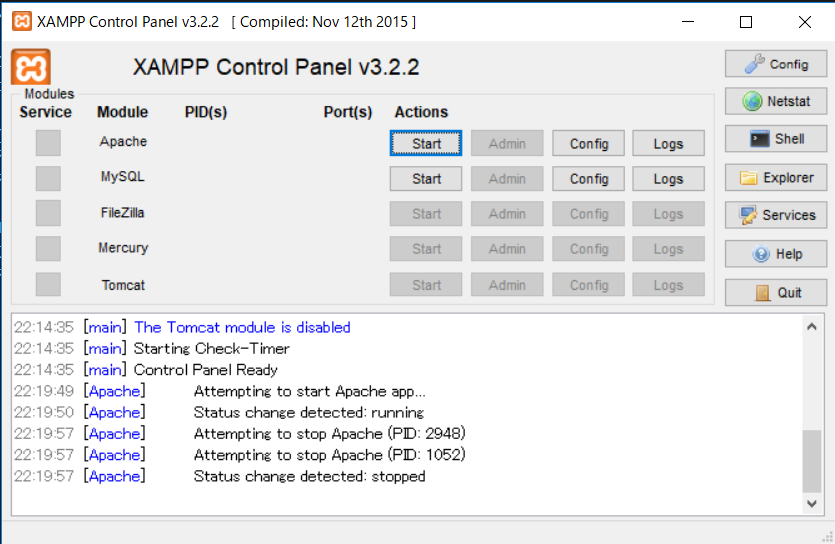 XAMPP Control Panel v3.2.2 [ Compiled: Nov 12th 2015 ]
XAMPP Control Panel v3.2.2
Config
Modules
Service Module PID(s) Port(s) Actions
Netstat
Apache Start Admin Config Logs
Shell
MySQL Start Admin Config Logs
Explorer
FileZilla Start Admin Config Logs
Services
Mercury Start Admin Config Logs
Help
Tomcat Start Admin Config Logs
Quit
22:14:35 [main] The Tomcat module is disabled
22:14:35 [main] Starting Check-Timer
22:14:35 [main] Control Panel Ready
22:19:49 [Apache] Attempting to start Apache app...
22:19:50 [Apache] Status change detected: running
22:19:57 [Apache] Attempting to stop Apache (PID: 2948)
22:19:57 [Apache] Attempting to stop Apache (PID: 1052)
22:19:57 [Apache] Status change detected: stopped